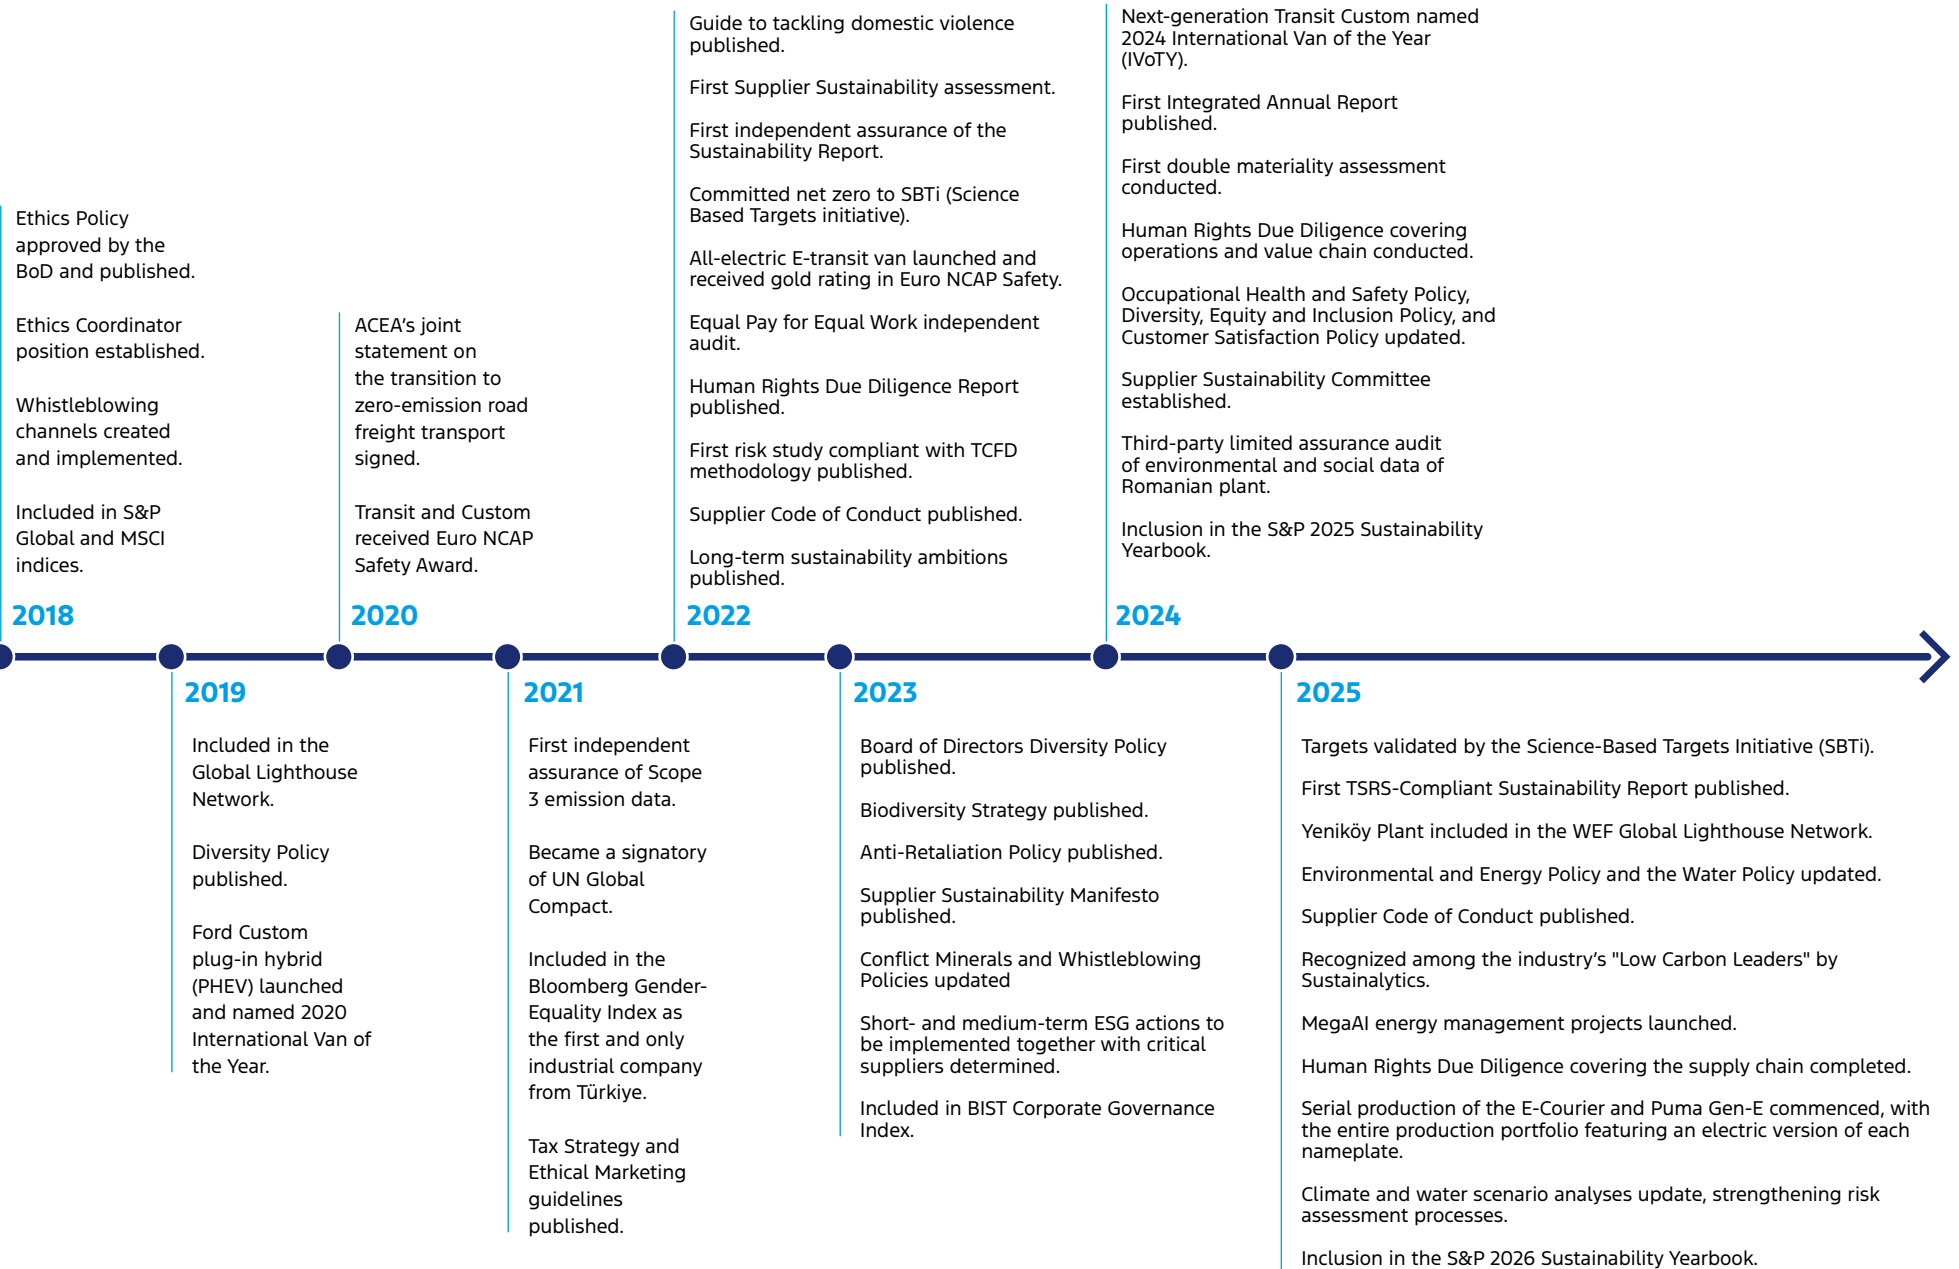 Ethics Policy
approved by the
BoD and published.
Ethics Coordinator
position established.
Whistleblowing
channels created
and implemented.
Included in S&P
Global and MSCI
indices.
2018
2019
Included in the
Global Lighthouse
Network.
Diversity Policy
published.
Ford Custom
plug-in hybrid
(PHEV) launched
and named 2020
International Van of
the Year.
ACEA's joint
statement on
the transition to
zero-emission road
freight transport
signed.
Transit and Custom
received Euro NCAP
Safety Award.
2020
2021
First independent
assurance of Scope
3 emission data.
Became a signatory
of UN Global
Compact.
Included in the
Bloomberg Gender-
Equality Index as
the first and only
industrial company
from Türkiye.
Tax Strategy and
Ethical Marketing
guidelines
published.
Guide to tackling domestic violence
published.
First Supplier Sustainability assessment.
First independent assurance of the
Sustainability Report.
Committed net zero to SBTi (Science
Based Targets initiative).
All-electric E-transit van launched and
received gold rating in Euro NCAP Safety.
Equal Pay for Equal Work independent
audit.
Human Rights Due Diligence Report
published.
First risk study compliant with TCFD
methodology published.
Supplier Code of Conduct published.
Long-term sustainability ambitions
published.
2022
2023
Board of Directors Diversity Policy
published.
Biodiversity Strategy published.
Anti-Retaliation Policy published.
Supplier Sustainability Manifesto
published.
Conflict Minerals and Whistleblowing
Policies updated
Short- and medium-term ESG actions to
be implemented together with critical
suppliers determined.
Included in BIST Corporate Governance
Index.
Next-generation Transit Custom named
2024 International Van of the Year
(IVoTY).
First Integrated Annual Report
published.
First double materiality assessment
conducted.
Human Rights Due Diligence covering
operations and value chain conducted.
Occupational Health and Safety Policy,
Diversity, Equity and Inclusion Policy, and
Customer Satisfaction Policy updated.
Supplier Sustainability Committee
established.
Third-party limited assurance audit
of environmental and social data of
Romanian plant.
Inclusion in the S&P 2025 Sustainability
Yearbook.
2024
2025
Targets validated by the Science-Based Targets Initiative (SBTi).
First TSRS-Compliant Sustainability Report published.
Yeniköy Plant included in the WEF Global Lighthouse Network.
Environmental and Energy Policy and the Water Policy updated.
Supplier Code of Conduct published.
Recognized among the industry's "Low Carbon Leaders" by
Sustainalytics.
MegaAI energy management projects launched.
Human Rights Due Diligence covering the supply chain completed.
Serial production of the E-Courier and Puma Gen-E commenced, with
the entire production portfolio featuring an electric version of each
nameplate.
Climate and water scenario analyses update, strengthening risk
assessment processes.
Inclusion in the S&P 2026 Sustainability Yearbook.